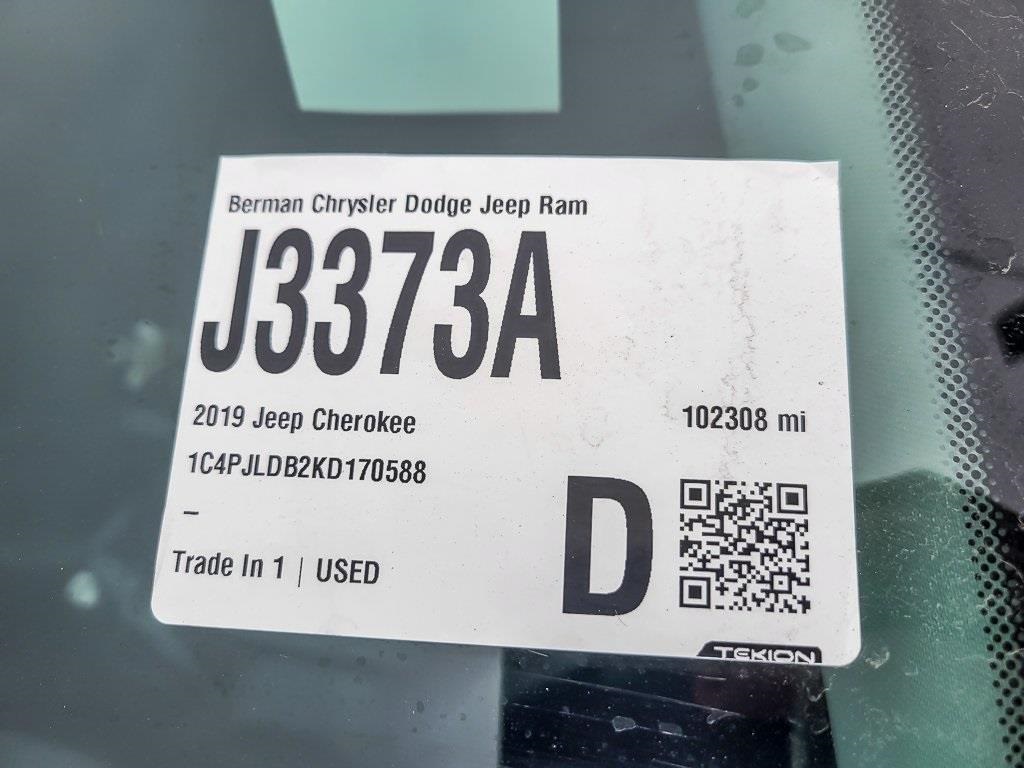 Berman Chrysler Dodge Jeep Ram
J3373A
2019 Jeep Cherokee
102308 mi
1C4PJLDB2KD170588
–
D
Trade In 1 | USED
TEKION